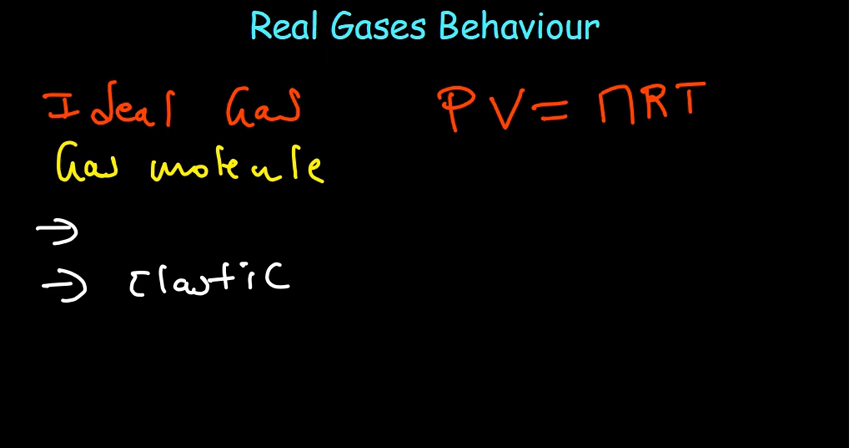 Real Gases Behaviour
Ideal Gas PV = nRT
Gas molecule
→
→ Elastic